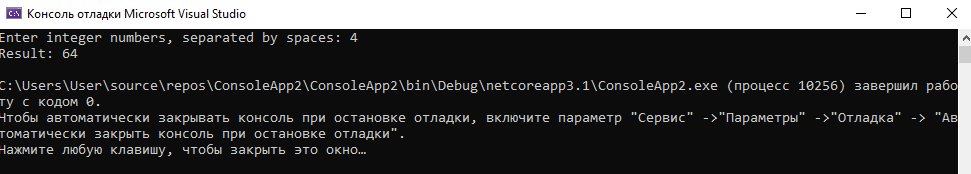 Консоль отладки Microsoft Visual Studio
Enter integer numbers, separated by spaces: 4
Result: 64
C:\Users\User\source\repos\ConsoleApp2\ConsoleApp2\bin\Debug\netcoreapp3.1\ConsoleApp2.exe (процесс 10256) завершил рабо
ту с кодом 0.
Чтобы автоматически закрывать консоль при остановке отладки, включите параметр "Сервис" ->"Параметры" ->"Отладка" -> "Ав
томатически закрыть консоль при остановке отладки".
Нажмите любую клавишу, чтобы закрыть это окно…